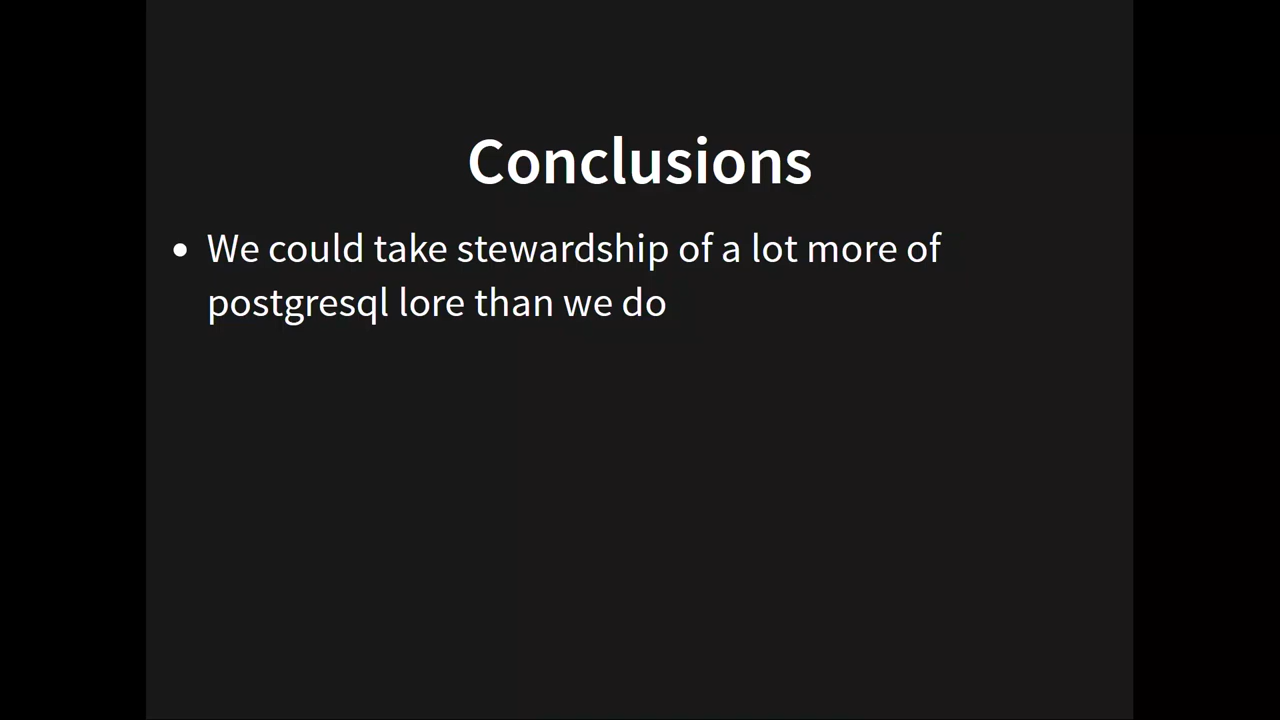 Conclusions
• We could take stewardship of a lot more of
postgresql lore than we do